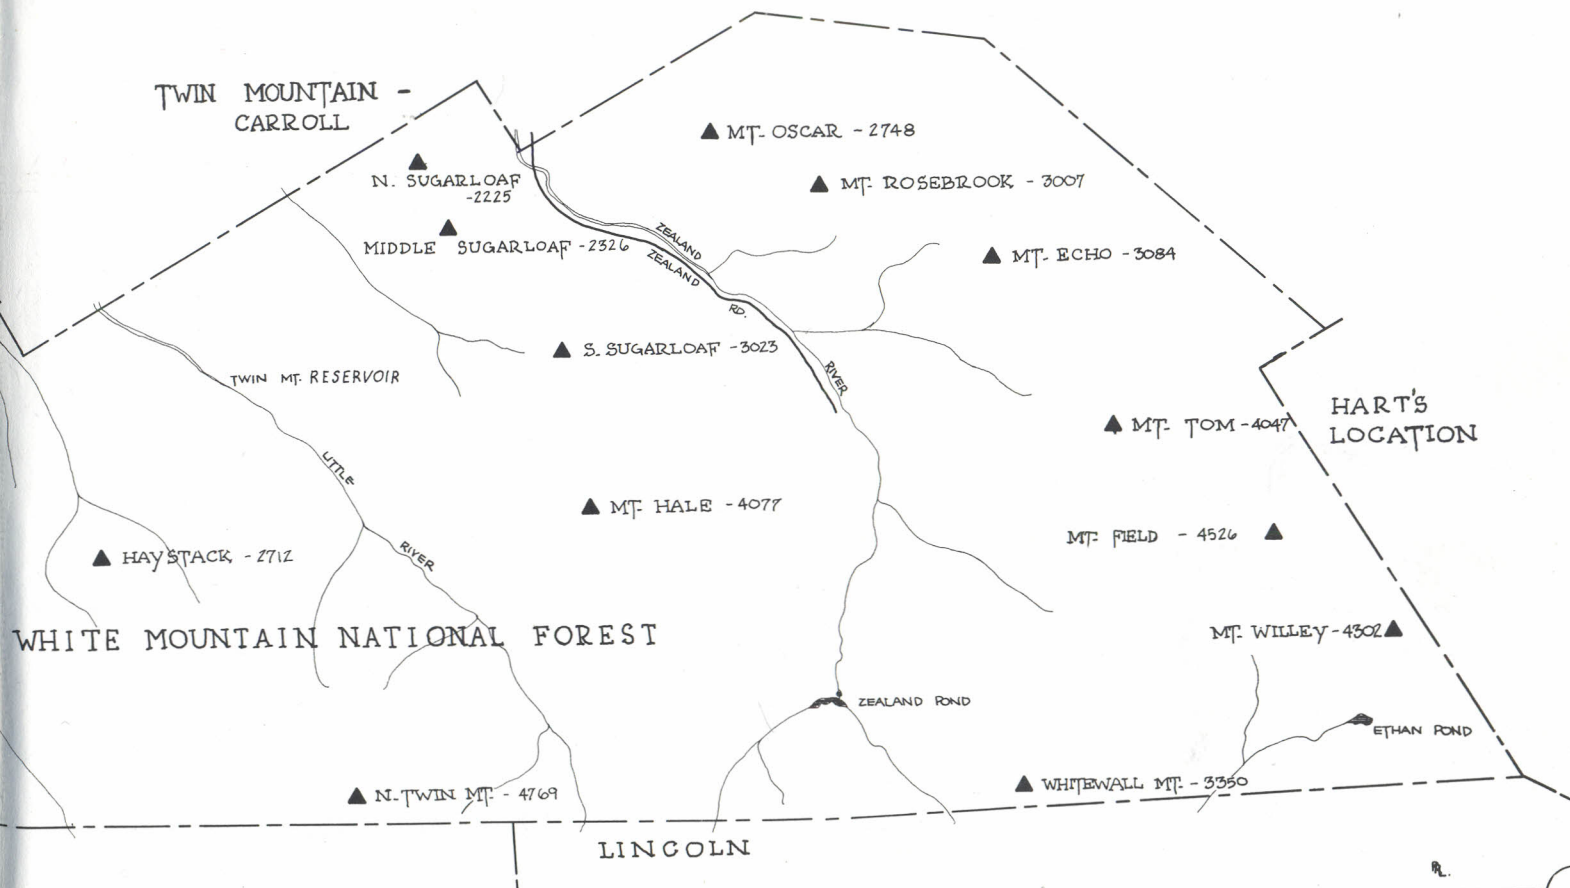 TWIN MOUNTAIN -
CARROLL
MT. OSCAR - 2748
N. SUGARLOAF
-2225
MT. ROSEBROOK - 3007
MIDDLE SUGARLOAF - 2326
ZEALAND
ZEALAND
RD.
MT. ECHO - 3084
S. SUGARLOAF - 3023
RIVER
TWIN MT. RESERVOIR
HART'S
LOCATION
MT. TOM - 4047
LITTLE
RIVER
MT. HALE - 4077
MT. FIELD - 4526
HAYSTACK - 2712
WHITE MOUNTAIN NATIONAL FOREST
MT. WILLEY - 4302
ZEALAND POND
ETHAN POND
N. TWIN MT. - 4769
WHITEWALL MT. - 3350
LINCOLN